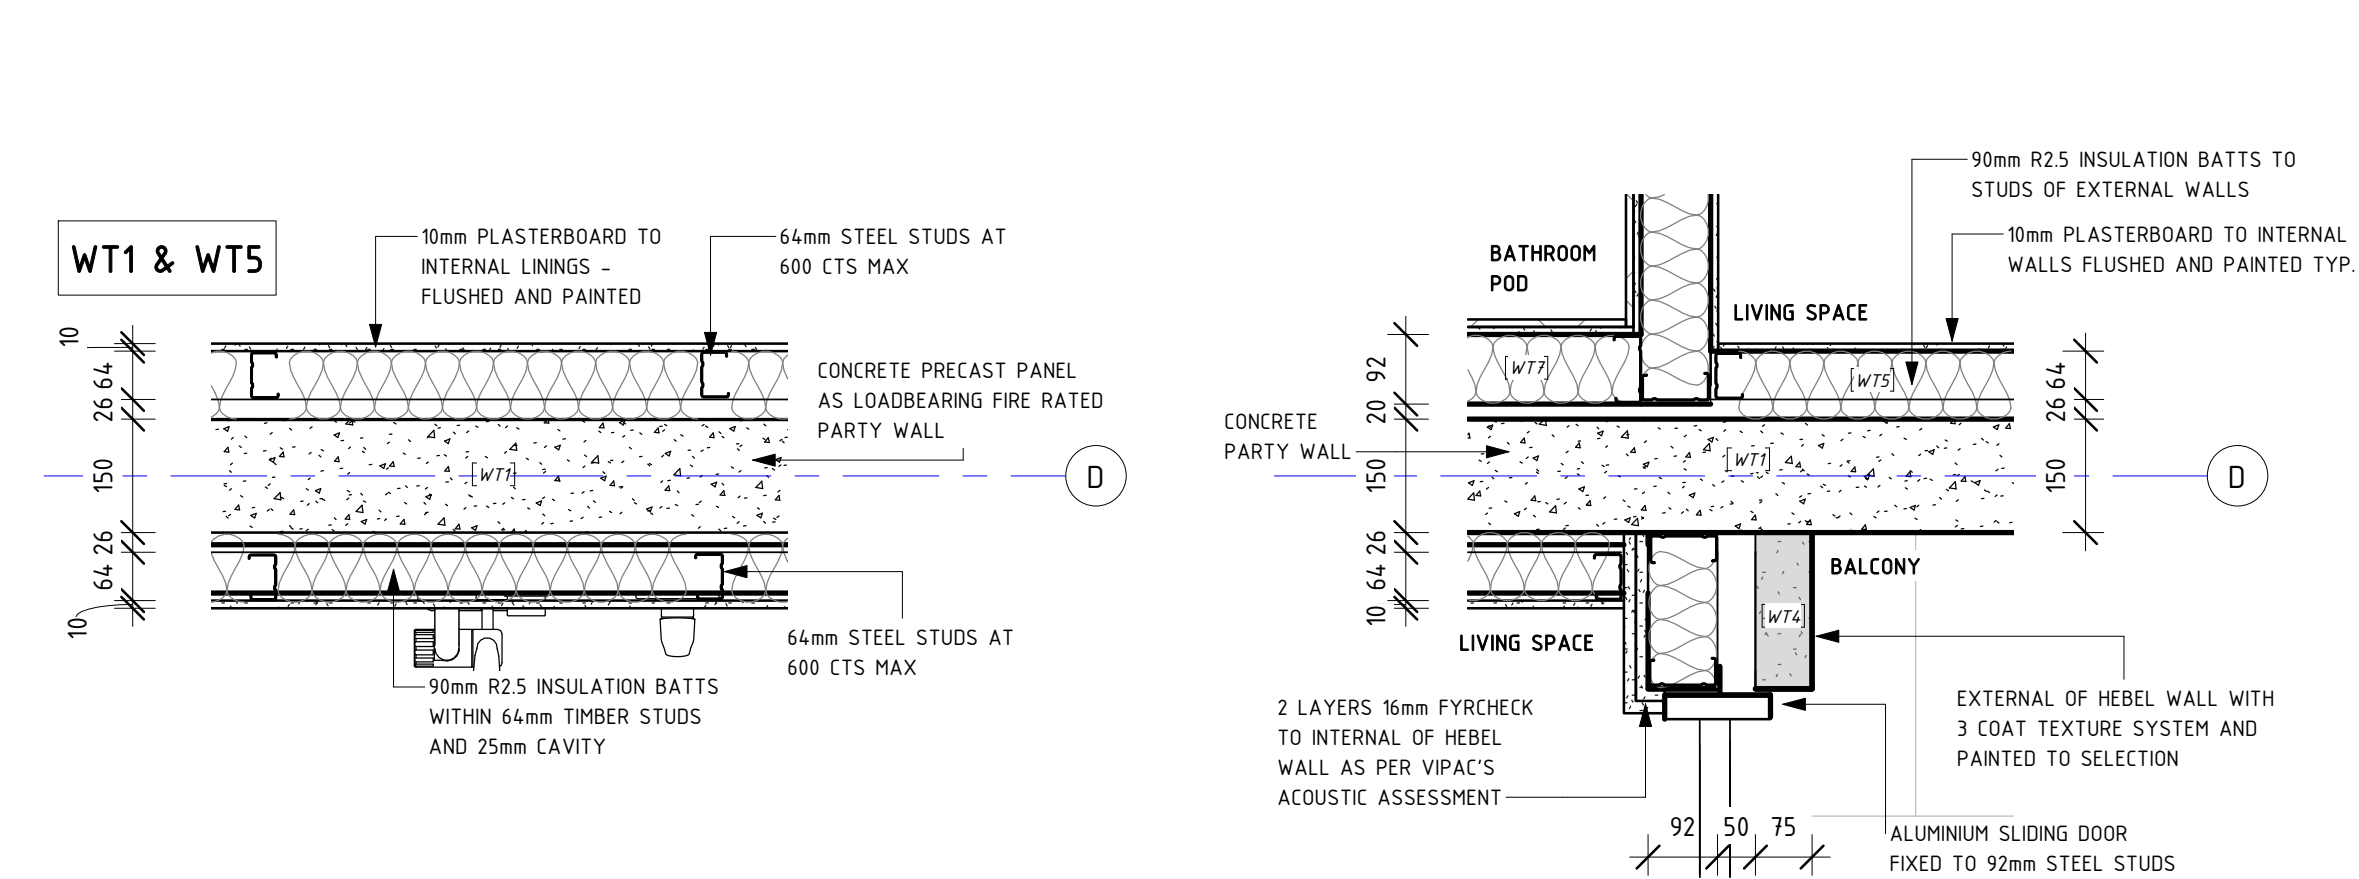 WT1 & WT5
10mm PLASTERBOARD TO
INTERNAL LININGS -
FLUSHED AND PAINTED
64mm STEEL STUDS AT
600 CTS MAX
CONCRETE PRECAST PANEL
AS LOADBEARING FIRE RATED
PARTY WALL
10
64
26
150
26
64
10
[WT1]
D
64mm STEEL STUDS AT
600 CTS MAX
90mm R2.5 INSULATION BATTS
WITHIN 64mm TIMBER STUDS
AND 25mm CAVITY
90mm R2.5 INSULATION BATTS TO
STUDS OF EXTERNAL WALLS
10mm PLASTERBOARD TO INTERNAL
WALLS FLUSHED AND PAINTED TYP.
BATHROOM
POD
LIVING SPACE
[WT7]
[WT5]
92
20
150
26
64
10
CONCRETE
PARTY WALL
[WT1]
64
26
150
D
BALCONY
[WT4]
LIVING SPACE
2 LAYERS 16mm FYRCHECK
TO INTERNAL OF HEBEL
WALL AS PER VIPAC'S
ACOUSTIC ASSESSMENT
EXTERNAL OF HEBEL WALL WITH
3 COAT TEXTURE SYSTEM AND
PAINTED TO SELECTION
92 50 75
ALUMINIUM SLIDING DOOR
FIXED TO 92mm STEEL STUDS